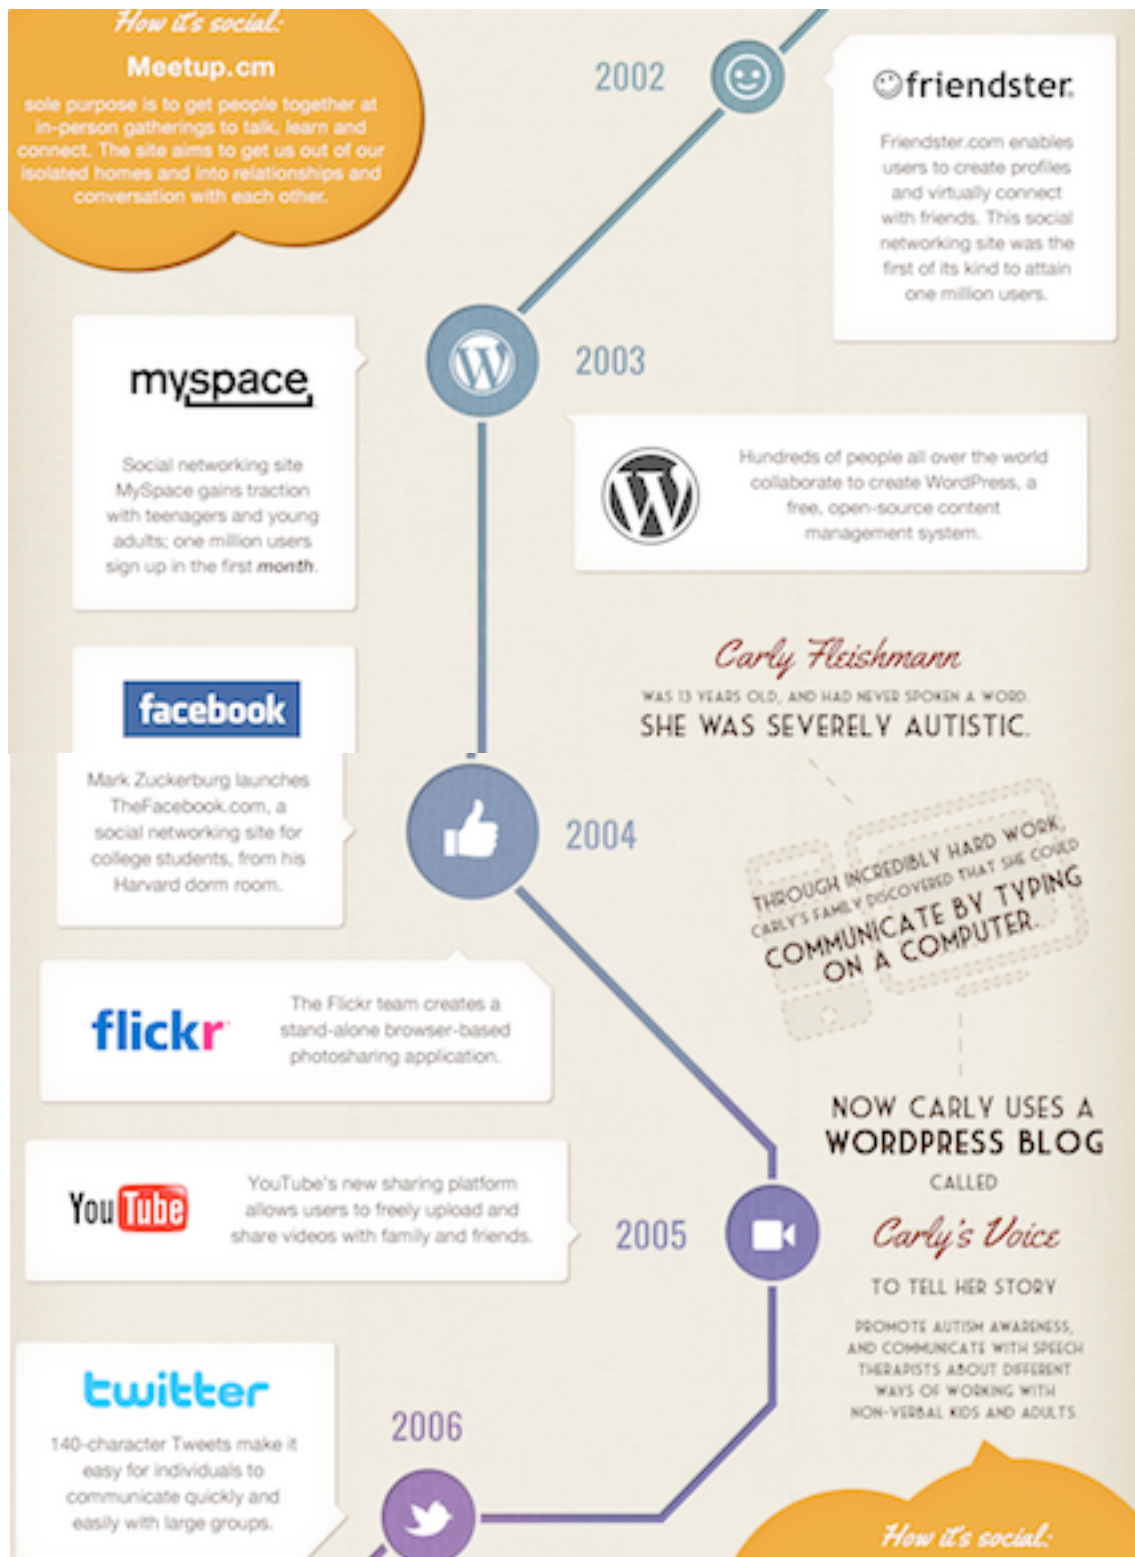 How it's social:
Meetup.cm
sole purpose is to get people together at
in-person gatherings to talk, learn and
connect. The site aims to get us out of our
isolated homes and into relationships and
conversation with each other.
2002
friendster.
Friendster.com enables
users to create profiles
and virtually connect
with friends. This social
networking site was the
first of its kind to attain
one million users.
2003
myspace
Social networking site
MySpace gains traction
with teenagers and young
adults; one million users
sign up in the first month.
W
Hundreds of people all over the world
collaborate to create WordPress, a
free, open-source content
management system.
Carly Fleishmann
WAS 13 YEARS OLD, AND HAD NEVER SPOKEN A WORD.
SHE WAS SEVERELY AUTISTIC.
facebook
Mark Zuckerburg launches
TheFacebook.com, a
social networking site for
college students, from his
Harvard dorm room.
2004
THROUGH INCREDIBLY HARD WORK,
CARLY'S FAMILY DISCOVERED THAT SHE COULD
COMMUNICATE BY TYPING
ON A COMPUTER.
flickr
The Flickr team creates a
stand-alone browser-based
photosharing application.
NOW CARLY USES A
WORDPRESS BLOG
CALLED
Carly's Voice
TO TELL HER STORY
PROMOTE AUTISM AWARENESS,
AND COMMUNICATE WITH SPEECH
THERAPISTS ABOUT DIFFERENT
WAYS OF WORKING WITH
NON-VERBAL KIDS AND ADULTS.
YouTube
YouTube's new sharing platform
allows users to freely upload and
share videos with family and friends.
2005
twitter
140-character Tweets make it
easy for individuals to
communicate quickly and
easily with large groups.
2006
How it's social: